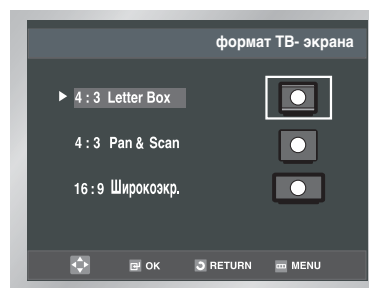 формат ТВ- экрана
4 : 3 Letter Box
4 : 3 Pan & Scan
16 : 9 Широкоэкр.
OK RETURN MENU